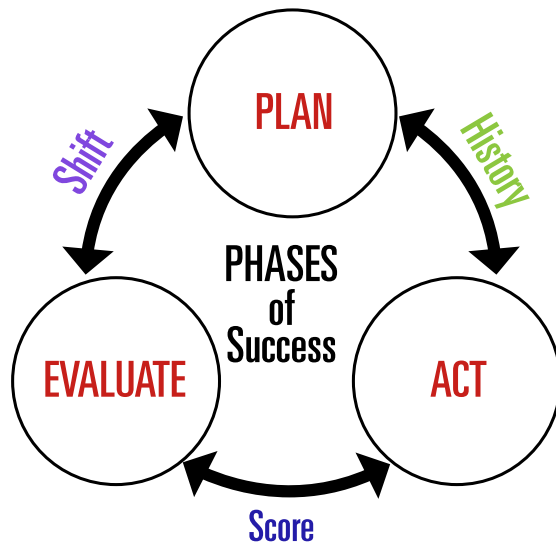 PLAN
Shift
History
PHASES
of
Success
EVALUATE
ACT
Score